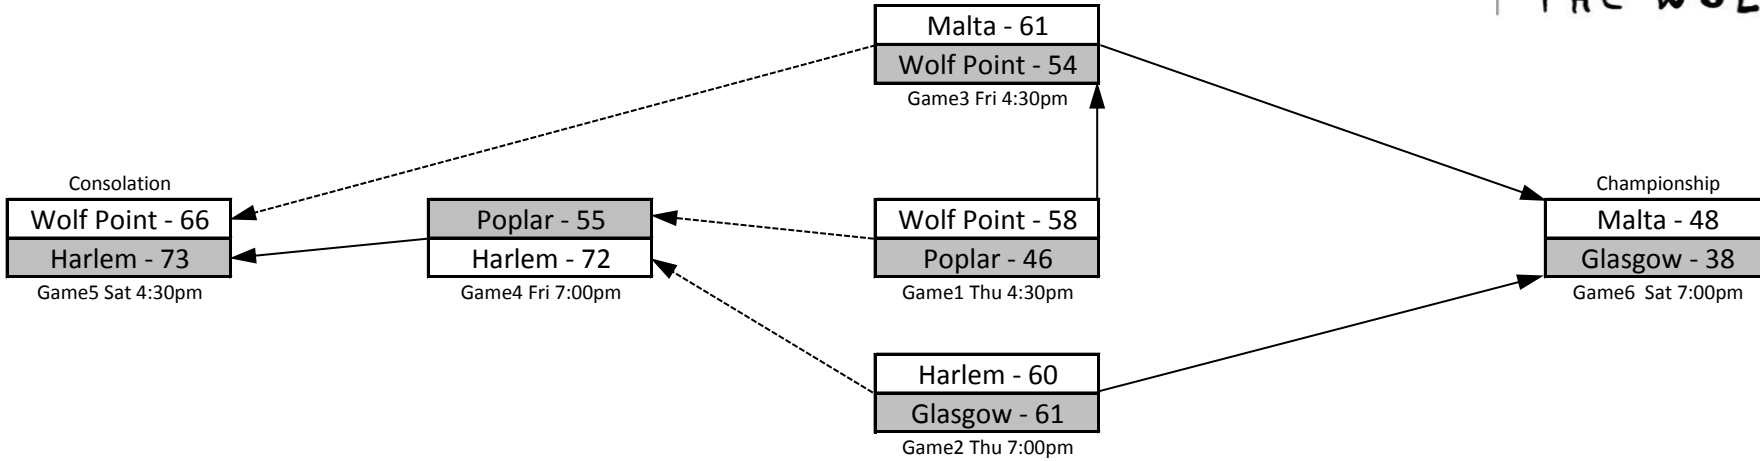 THE
Malta - 61
Wolf Point - 54
Game3 Fri 4:30pm
Consolation
Wolf Point - 66
Harlem - 73
Game5 Sat 4:30pm
Poplar - 55
Harlem - 72
Game4 Fri 7:00pm
Wolf Point - 58
Poplar - 46
Game1 Thu 4:30pm
Championship
Malta - 48
Glasgow - 38
Game6 Sat 7:00pm
Harlem - 60
Glasgow - 61
Game2 Thu 7:00pm